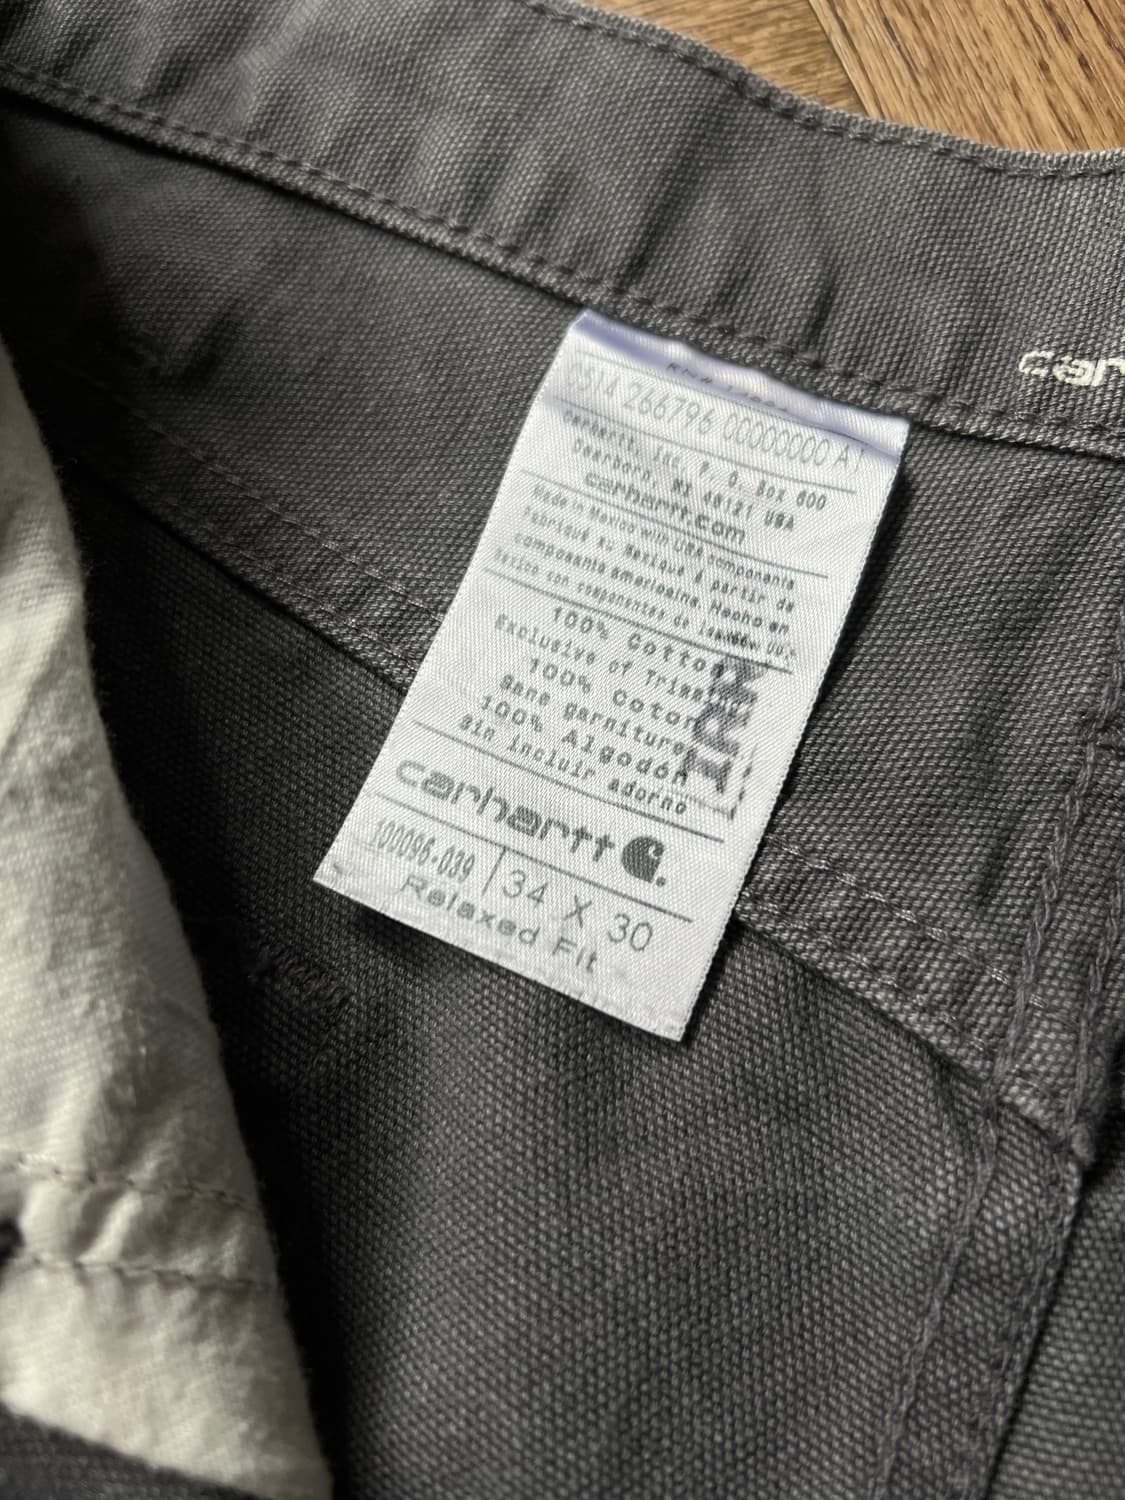 0514 266796 00000000 A1
Carhartt, Inc. P. O. Box 600
Dearborn, MI 48121 USA
carhartt.com
Made in Mexico with USA components
Fabriqué au Mexique à partir de
composants américains. Hecho en
México con componentes de los
100% Cotton
Exclusive of Trim
100% Coton
Sans garniture
100% Algodón
sin incluir adorno
carhartt
100096-039 34 X 30
Relaxed Fit
car